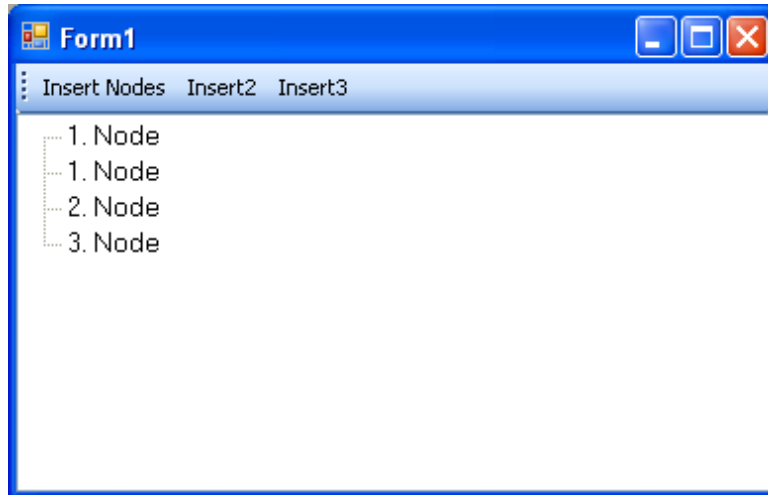 Form1
Insert Nodes Insert2 Insert3
1. Node
1. Node
2. Node
3. Node